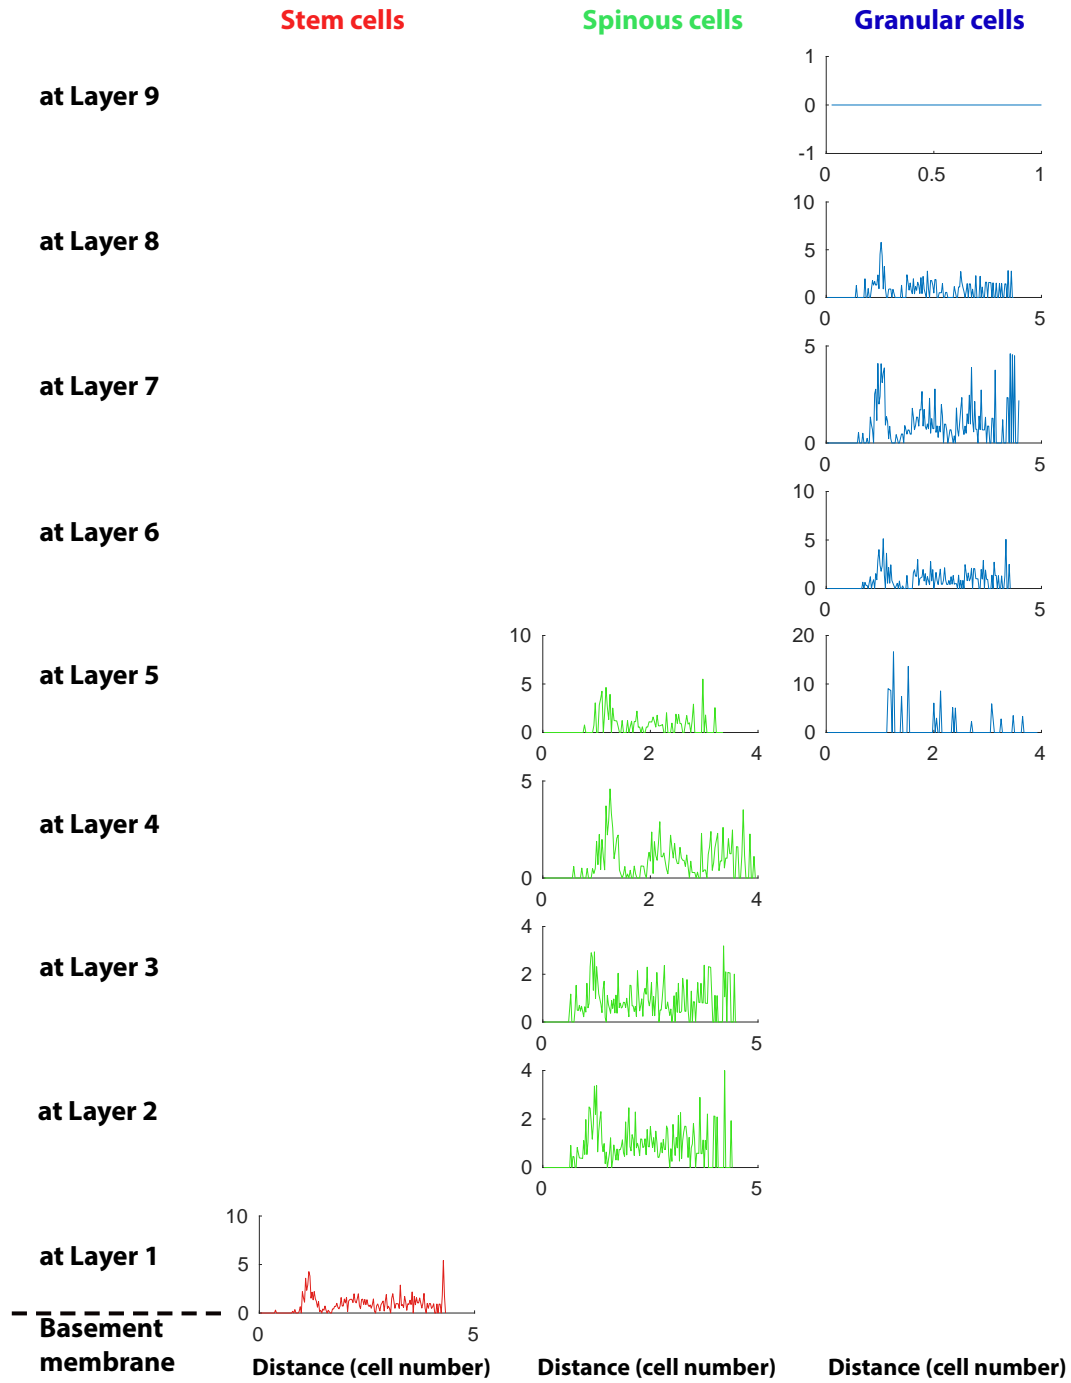 Stem cells Spinous cells Granular cells
at Layer 9
1
0
-1
0 0.5 1
at Layer 8
10
5
0
0 5
at Layer 7
5
0
0 5
at Layer 6
10
5
0
0 5
at Layer 5
10 20
5 10
0 0
0 2 4 0 2 4
at Layer 4
5
0
0 2 4
at Layer 3
4
2
0
0 5
at Layer 2
4
2
0
0 5
at Layer 1
10
5
0
0 5
Basement
membrane
Distance (cell number) Distance (cell number) Distance (cell number)